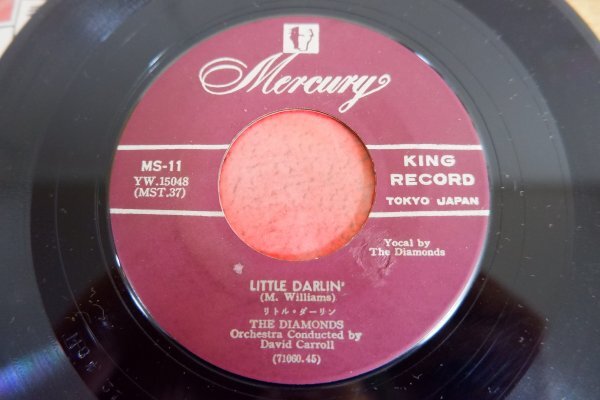 Mercury
MS-11
YW.15048
(MST.37)
KING
RECORD
TOKYO JAPAN
Vocal by
The Diamonds
LITTLE DARLIN'
(M. Williams)
リトル・ダーリン
THE DIAMONDS
Orchestra Conducted by
David Carroll
(71060.45)